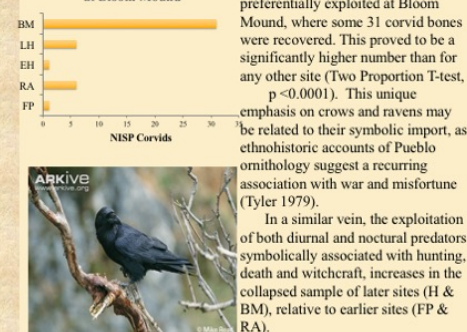 BM
LH
EH
RA
FP
0 5 10 15 20 25 30
NISP Corvids
ARKive
www.arkive.org
preferentially exploited at Bloom
Mound, where some 31 corvid bones
were recovered. This proved to be a
significantly higher number than for
any other site (Two Proportion T-test,
p <0.0001). This unique
emphasis on crows and ravens may
be related to their symbolic import, as
ethnohistoric accounts of Pueblo
ornithology suggest a recurring
association with war and misfortune
(Tyler 1979).
In a similar vein, the exploitation
of both diurnal and noctural predators
symbolically associated with hunting,
death and witchcraft, increases in the
collapsed sample of later sites (H &
BM), relative to earlier sites (FP &
RA).